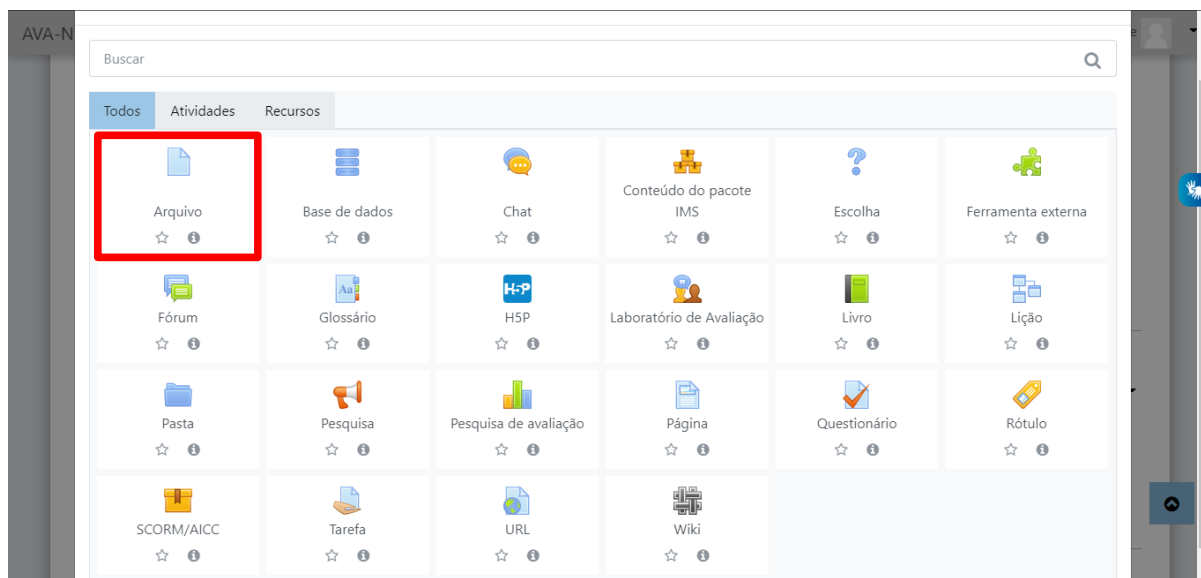 AVA-N
e
Buscar
Todos Atividades Recursos
Arquivo Base de dados Chat Conteúdo do pacote
IMS Escolha Ferramenta externa
Fórum Glossário H5P Laboratório de Avaliação Livro Lição
Pasta Pesquisa Pesquisa de avaliação Página Questionário Rótulo
SCORM/AICC Tarefa URL Wiki